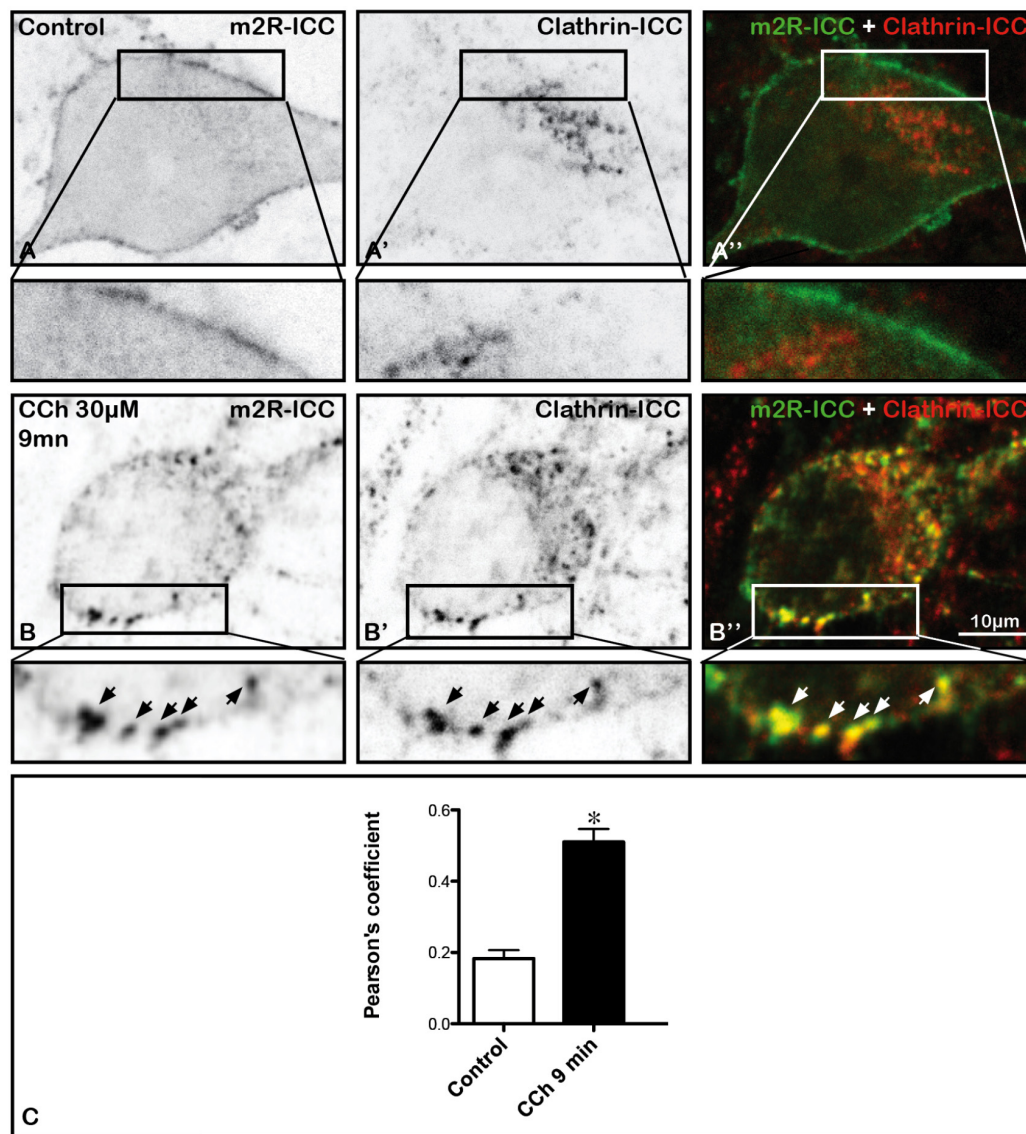 Control m2R-ICC
Clathrin-ICC
m2R-ICC + Clathrin-ICC
A
A'
A''
CCh 30µM m2R-ICC
9mn
Clathrin-ICC
m2R-ICC + Clathrin-ICC
B
B'
B''
10µm
0.6
*
0.4
0.2
0.0
Pearson's coefficient
Control
CCh 9 min
C